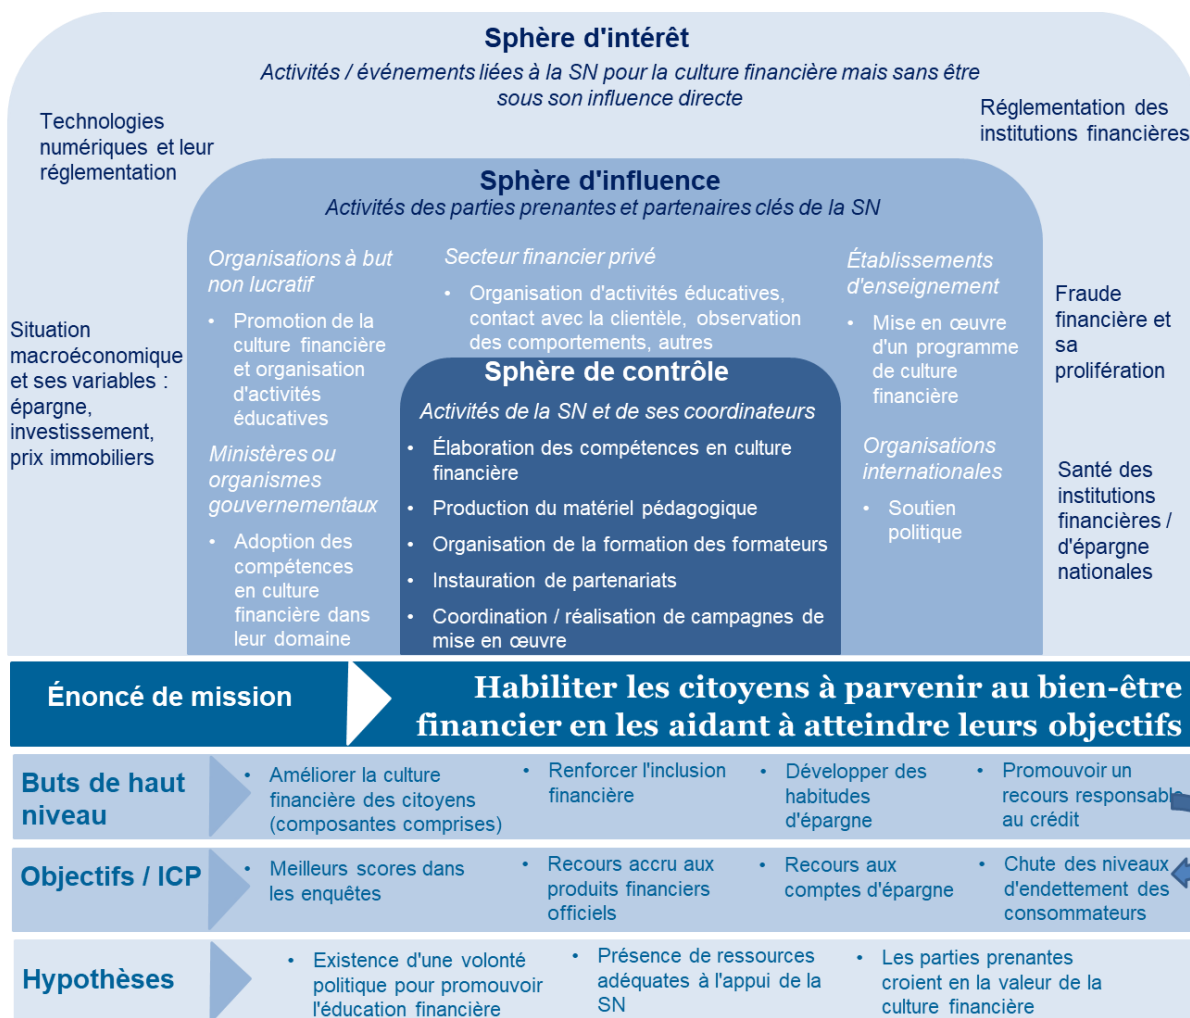 Sphère d'intérêt
Activités / événements liées à la SN pour la culture financière mais sans être
sous son influence directe
Technologies
numériques et leur
réglementation
Réglementation des
institutions financières
Situation
macroéconomique
et ses variables :
épargne,
investissement,
prix immobiliers
Fraude
financière et
sa
prolifération
Santé des
institutions
financières /
d'épargne
nationales
Sphère d'influence
Activités des parties prenantes et partenaires clés de la SN
Organisations à but
non lucratif
• Promotion de la
culture financière
et organisation
d'activités
éducatives
Ministères ou
organismes
gouvernementaux
• Adoption des
compétences
en culture
financière dans
leur domaine
Secteur financier privé
• Organisation d'activités éducatives,
contact avec la clientèle, observation
des comportements, autres
Établissements
d'enseignement
• Mise en œuvre
d'un programme
de culture
financière
Organisations
internationales
• Soutien
politique
Sphère de contrôle
Activités de la SN et de ses coordinateurs
• Élaboration des compétences en culture
financière
• Production du matériel pédagogique
• Organisation de la formation des formateurs
• Instauration de partenariats
• Coordination / réalisation de campagnes de
mise en œuvre
Énoncé de mission
Habiliter les citoyens à parvenir au bien-être
financier en les aidant à atteindre leurs objectifs
Buts de haut
niveau
• Améliorer la culture
financière des citoyens
(composantes comprises)
• Renforcer l'inclusion
financière
• Développer des
habitudes
d'épargne
• Promouvoir un
recours responsable
au crédit
Objectifs / ICP
• Meilleurs scores dans
les enquêtes
• Recours accru aux
produits financiers
officiels
• Recours aux
comptes d'épargne
• Chute des niveaux
d'endettement des
consommateurs
Hypothèses
• Existence d'une volonté
politique pour promouvoir
l'éducation financière
• Présence de ressources
adéquates à l'appui de la
SN
• Les parties prenantes
croient en la valeur de la
culture financière